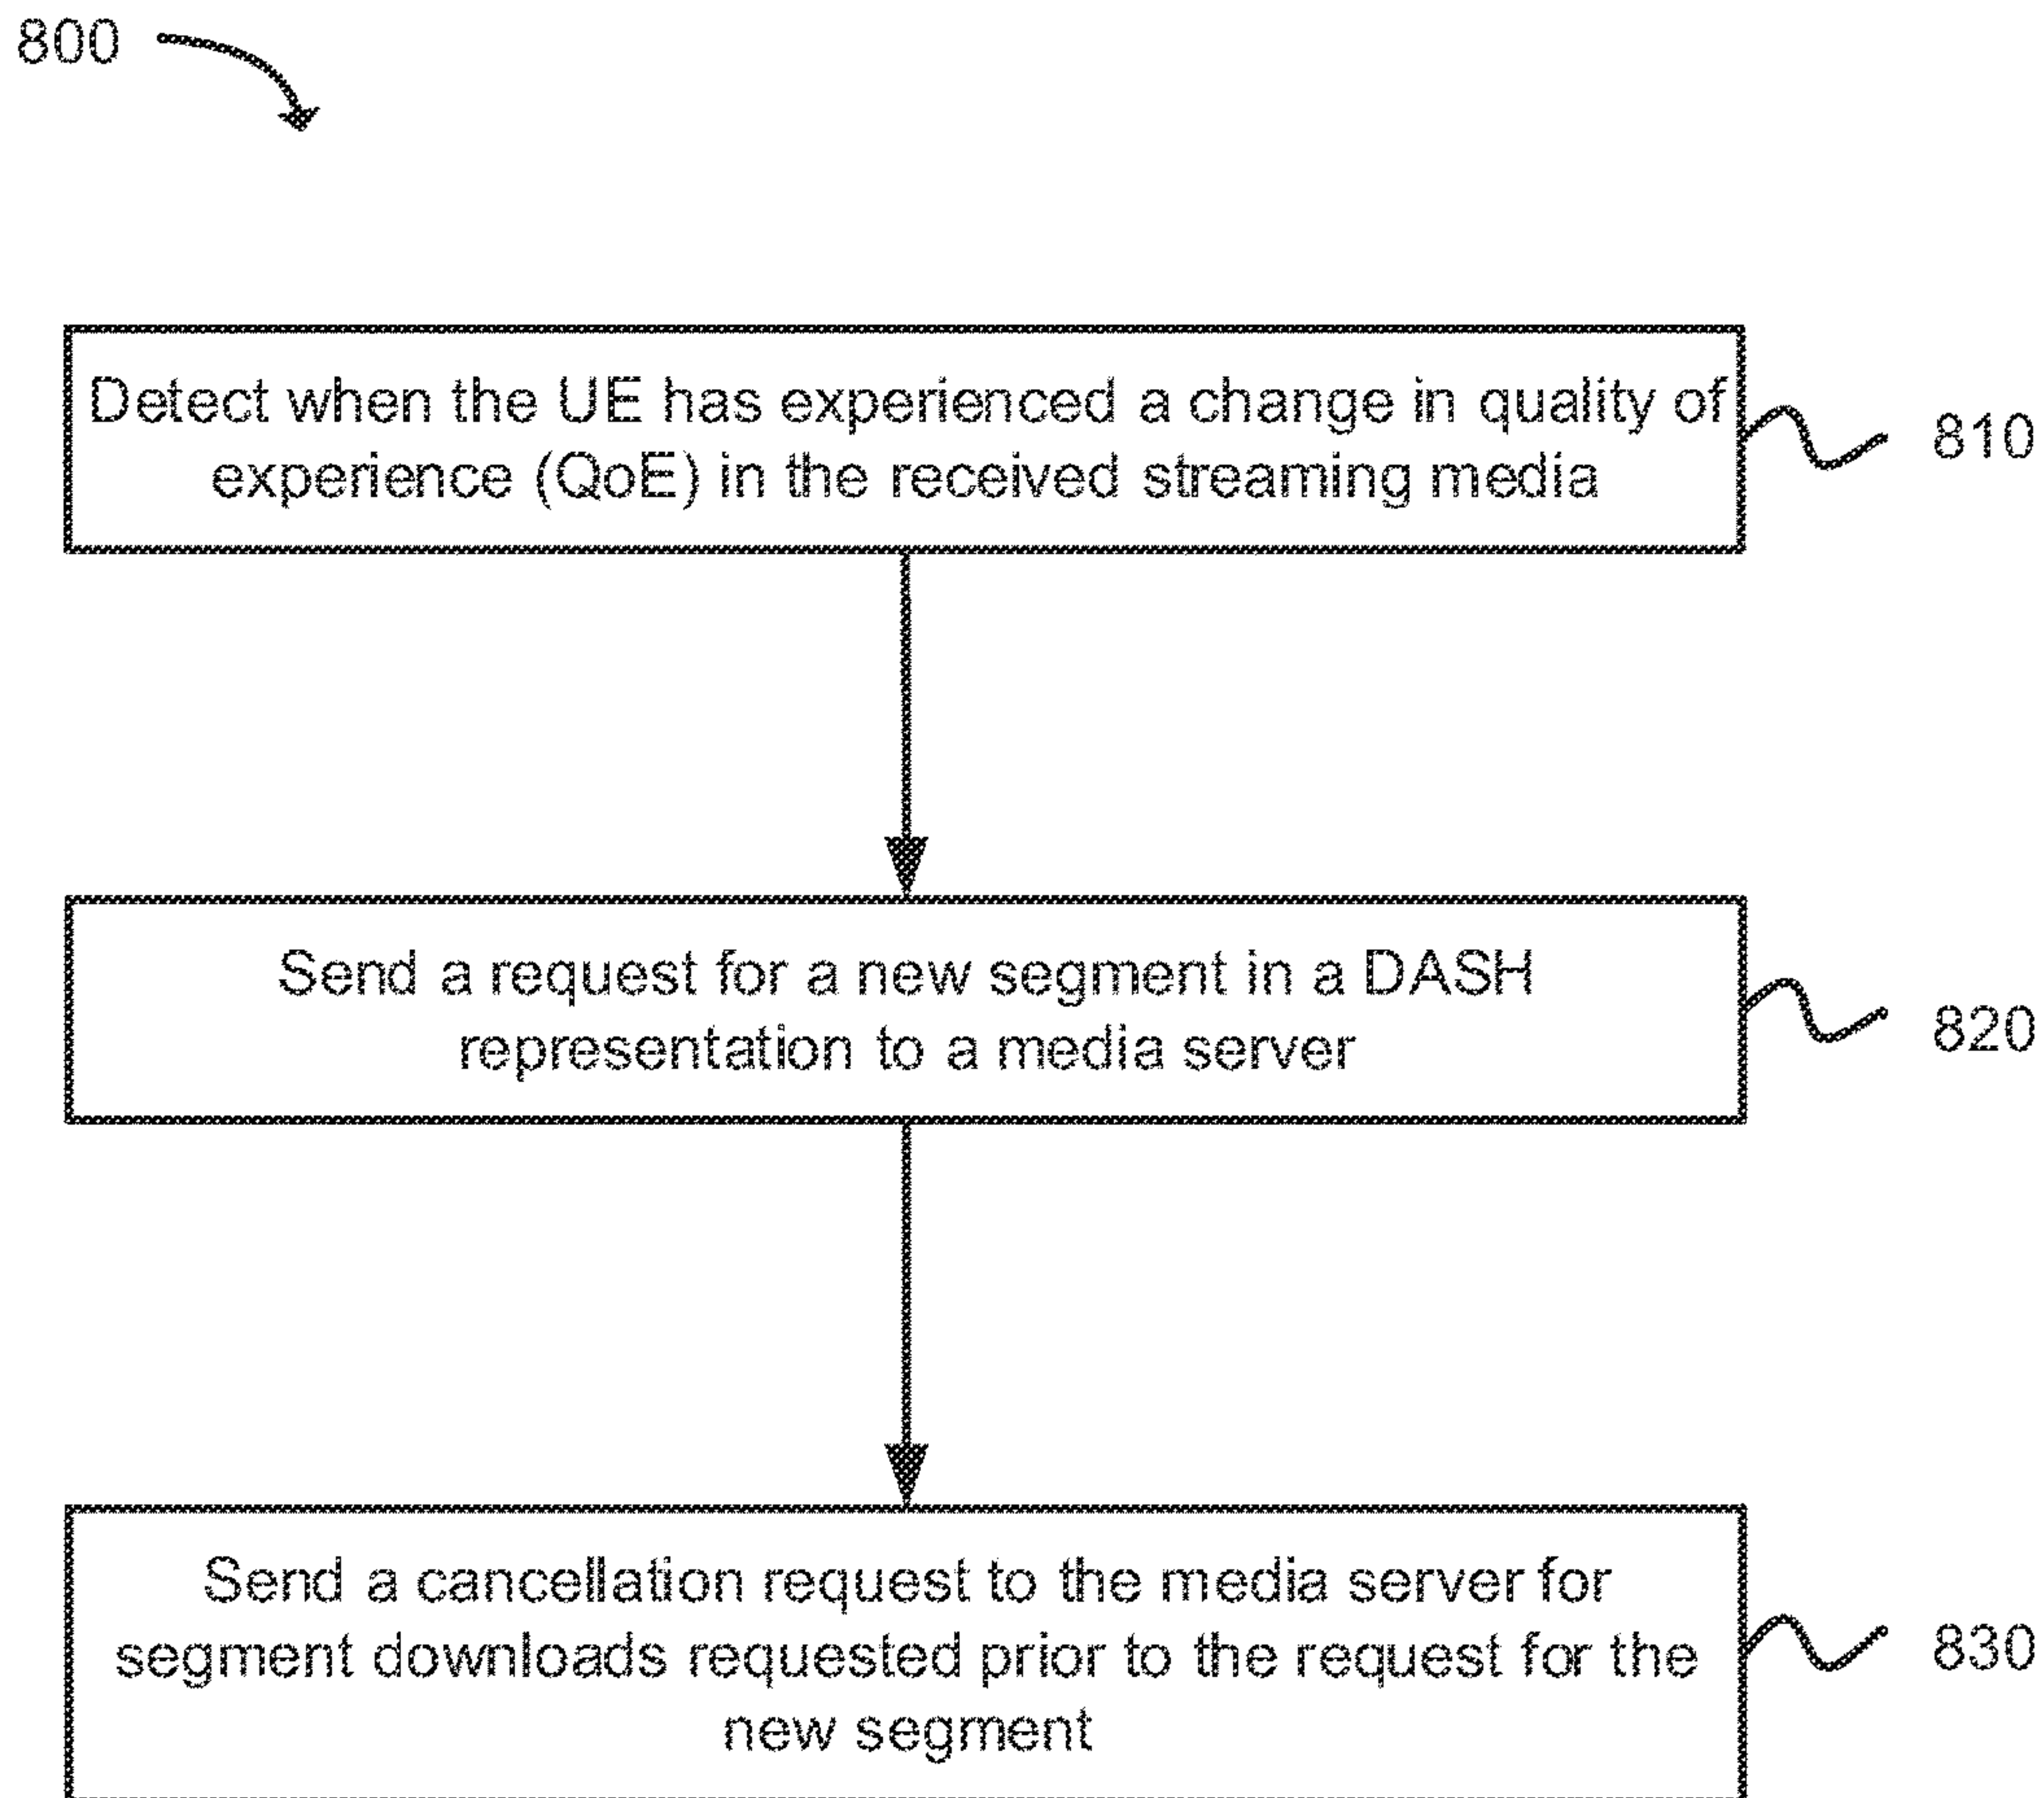 800
Detect when the UE has experienced a change in quality of
experience (QoE) in the received streaming media
810
Send a request for a new segment in a DASH
representation to a media server
820
Send a cancellation request to the media server for
segment downloads requested prior to the request for the
new segment
830